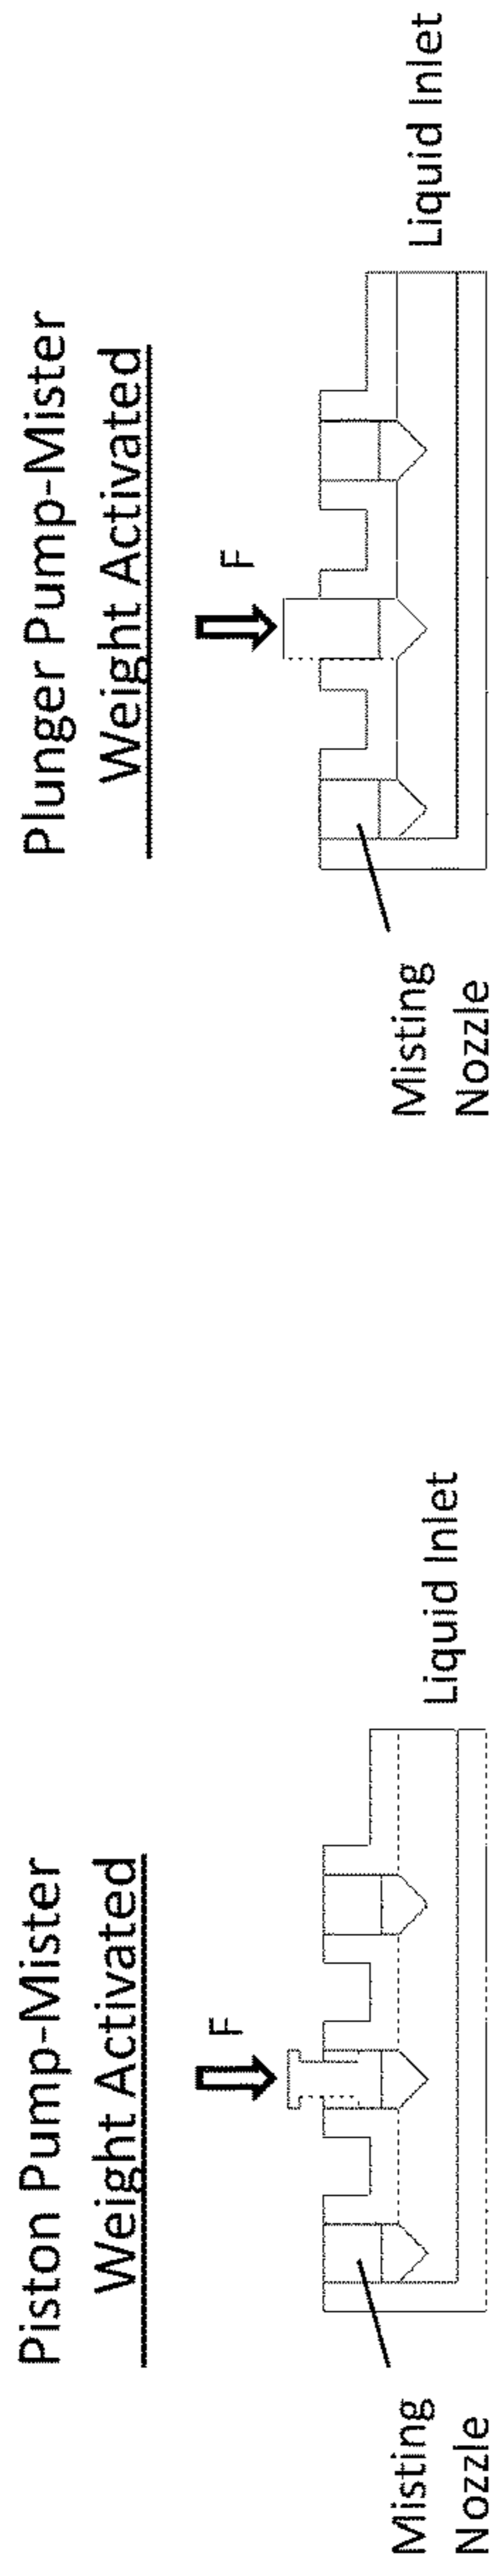 Piston Pump-Mister
Weight Activated
F
Misting
Nozzle
Liquid Inlet
Plunger Pump-Mister
Weight Activated
F
Misting
Nozzle
Liquid Inlet